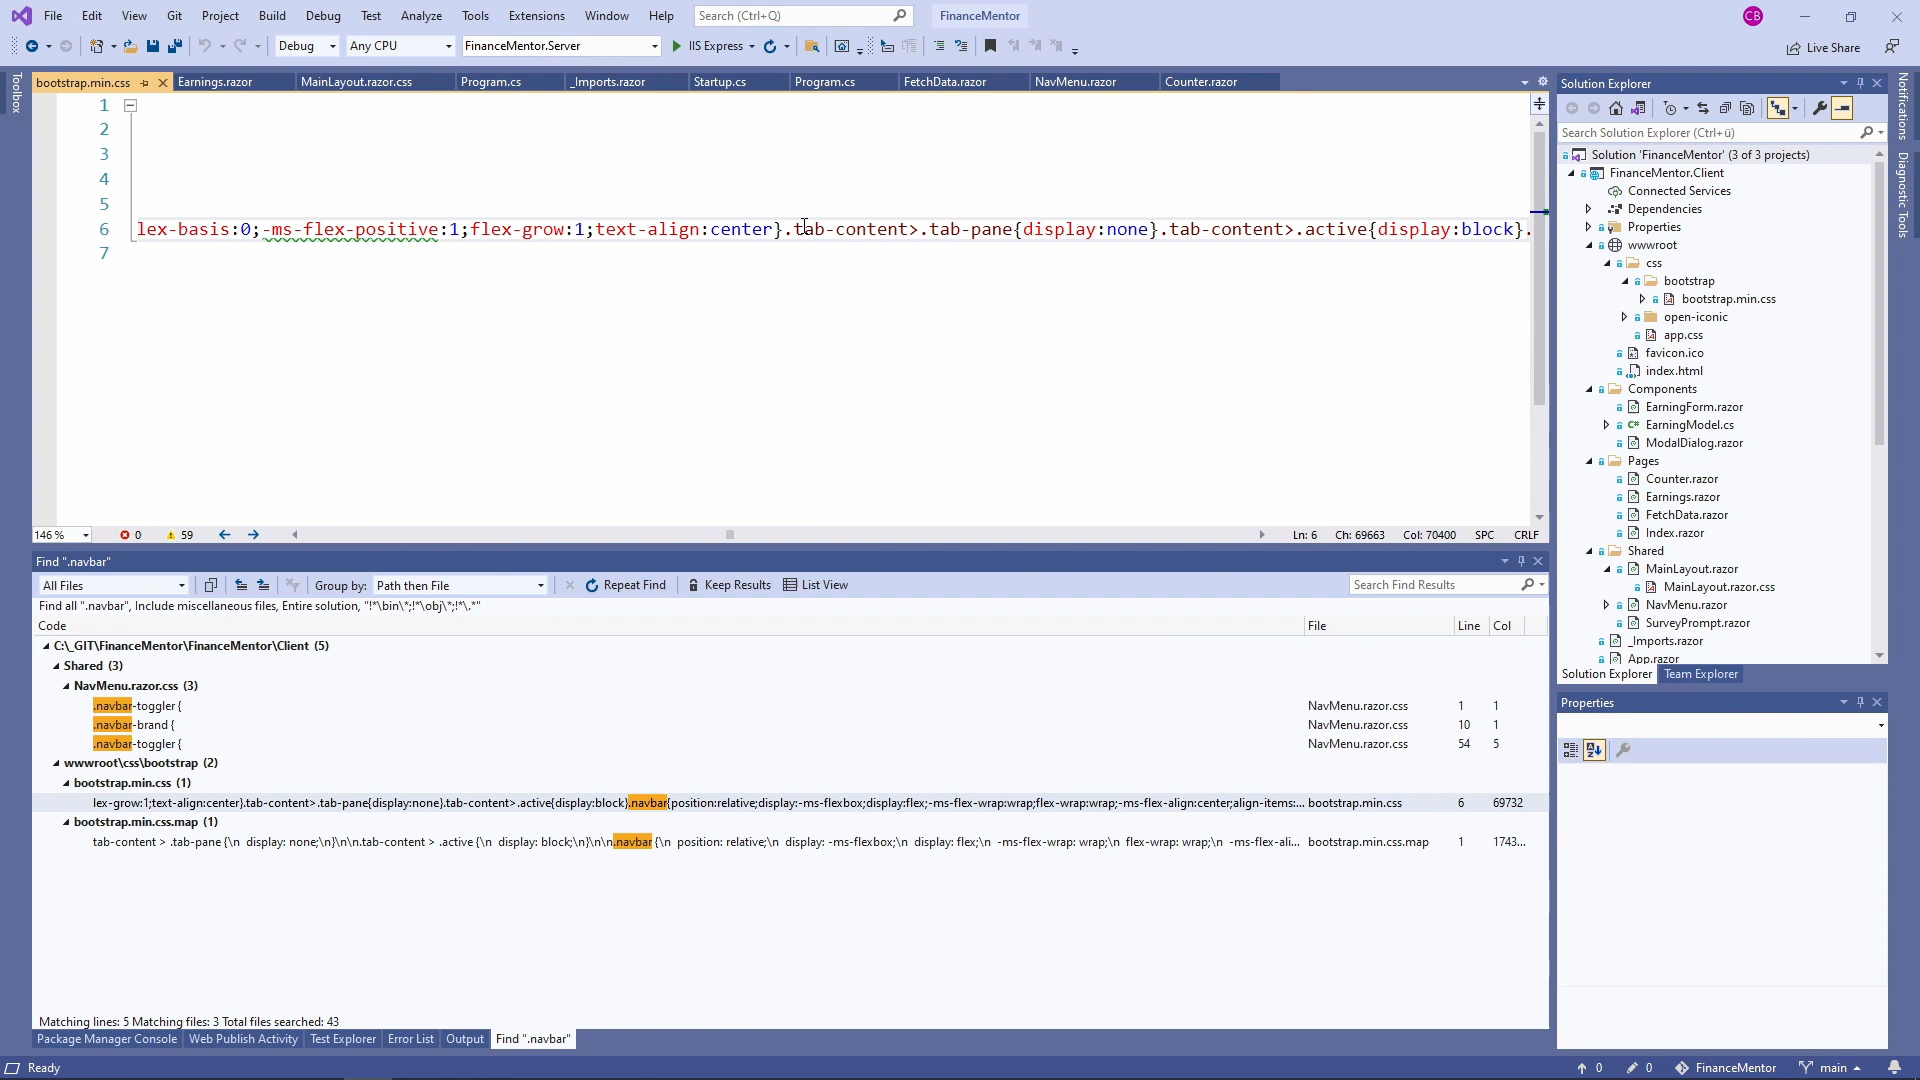 File Edit View Git Project Build Debug Test Analyze Tools Extensions Window Help Search (Ctrl+Q) FinanceMentor CB
Debug Any CPU FinanceMentor.Server IIS Express Live Share
Toolbox
bootstrap.min.css Earnings.razor MainLayout.razor.css Program.cs _Imports.razor Startup.cs Program.cs FetchData.razor NavMenu.razor Counter.razor
1
2
3
4
5
6 lex-basis:0;-ms-flex-positive:1;flex-grow:1;text-align:center}.tab-content>.tab-pane{display:none}.tab-content>.active{display:block}.
7
146 % 0 59 Ln: 6 Ch: 69663 Col: 70400 SPC CRLF
Find ".navbar"
All Files Group by: Path then File Repeat Find Keep Results List View Search Find Results
Find all ".navbar", Include miscellaneous files, Entire solution, "!*\bin\*;!*\obj\*;!*\.*"
Code File Line Col
C:\_GIT\FinanceMentor\FinanceMentor\Client (5)
Shared (3)
NavMenu.razor.css (3)
.navbar-toggler { NavMenu.razor.css 1 1
.navbar-brand { NavMenu.razor.css 10 1
.navbar-toggler { NavMenu.razor.css 54 5
wwwroot\css\bootstrap (2)
bootstrap.min.css (1)
lex-grow:1;text-align:center}.tab-content>.tab-pane{display:none}.tab-content>.active{display:block}.navbar{position:relative;display:-ms-flexbox;display:flex;-ms-flex-wrap:wrap;flex-wrap:wrap;-ms-flex-align:center;align-items:... bootstrap.min.css 6 69732
bootstrap.min.css.map (1)
tab-content > .tab-pane {\n  display: none;\n}\n\n.tab-content > .active {\n  display: block;\n}\n\n.navbar {\n  position: relative;\n  display: -ms-flexbox;\n  display: flex;\n  -ms-flex-wrap: wrap;\n  flex-wrap: wrap;\n  -ms-flex-ali... bootstrap.min.css.map 1 1743...
Matching lines: 5 Matching files: 3 Total files searched: 43
Package Manager Console Web Publish Activity Test Explorer Error List Output Find ".navbar"
Ready 0 0 FinanceMentor main
Solution Explorer
Search Solution Explorer (Ctrl+ü)
Solution 'FinanceMentor' (3 of 3 projects)
FinanceMentor.Client
Connected Services
Dependencies
Properties
wwwroot
css
bootstrap
bootstrap.min.css
open-iconic
app.css
favicon.ico
index.html
Components
EarningForm.razor
C# EarningModel.cs
ModalDialog.razor
Pages
Counter.razor
Earnings.razor
FetchData.razor
Index.razor
Shared
MainLayout.razor
MainLayout.razor.css
NavMenu.razor
SurveyPrompt.razor
_Imports.razor
App.razor
Solution Explorer Team Explorer
Properties
Notifications
Diagnostic Tools